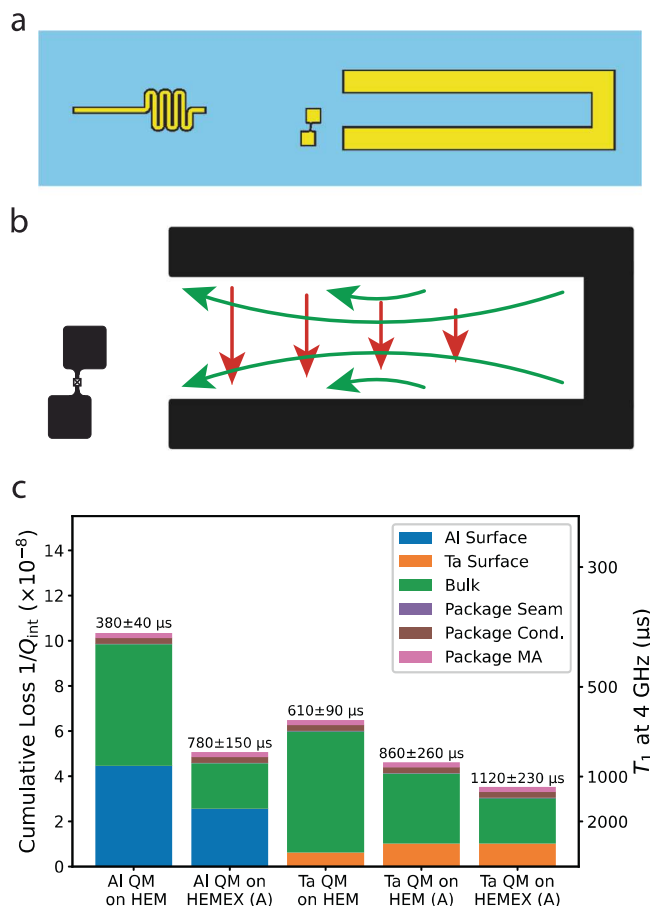 a
b
c
Cumulative Loss 1/Q_int (×10⁻⁸)
14
12
10
8
6
4
2
0
380±40 μs
780±150 μs
610±90 μs
860±260 μs
1120±230 μs
Al Surface
Ta Surface
Bulk
Package Seam
Package Cond.
Package MA
300
500
1000
2000
T₁ at 4 GHz (μs)
Al QM
on HEM
Al QM on
HEMEX (A)
Ta QM
on HEM
Ta QM on
HEM (A)
Ta QM on
HEMEX (A)